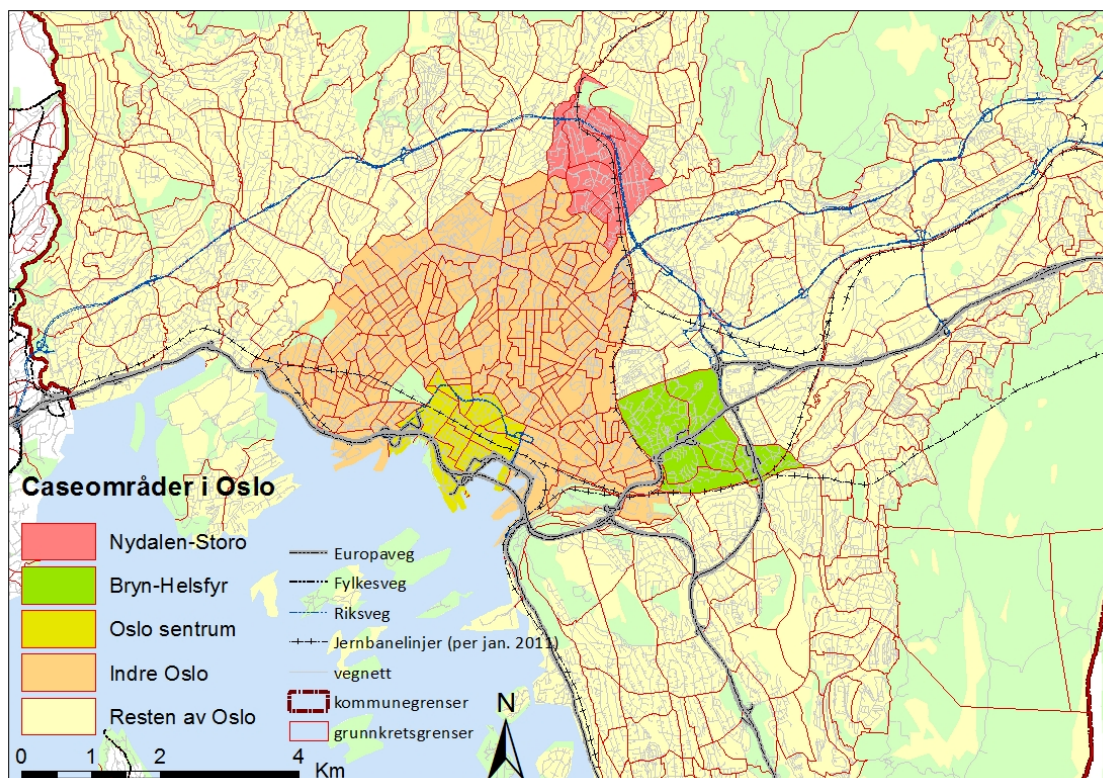 Caseområder i Oslo
Nydalen-Storo
Bryn-Helsfyr
Oslo sentrum
Indre Oslo
Resten av Oslo
Europaveg
Fylkesveg
Riksveg
Jernbanelinjer (per jan. 2011)
vegnett
kommunegrenser
grunnkretsgrenser
0 1 2 4
Km
N